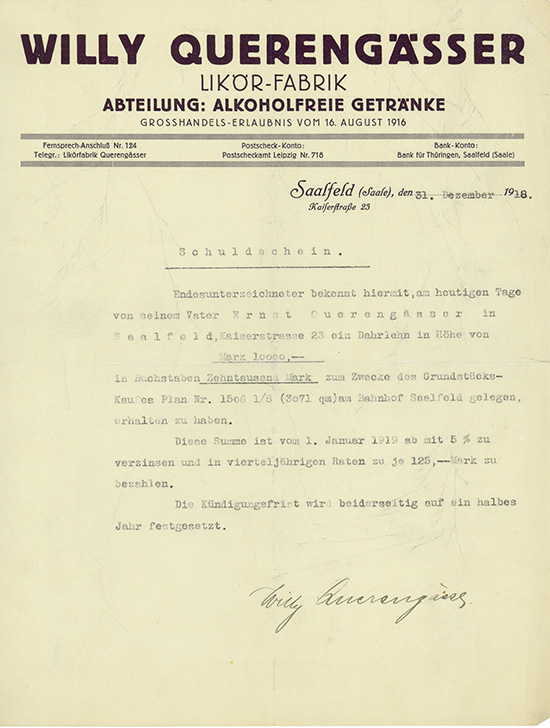 WILLY QUERENGÄSSER
LIKÖR-FABRIK
ABTEILUNG: ALKOHOLFREIE GETRÄNKE
GROSSHANDELS-ERLAUBNIS VOM 16. AUGUST 1916
Fernsprech-Anschluß Nr. 124 Postscheck-Konto: Bank-Konto:
Telegr.: Likörfabrik Querengässer Postscheckamt Leipzig Nr. 718 Bank für Thüringen, Saalfeld (Saale)
Saalfeld (Saale), den 31. Dezember 1918.
Kaiserstraße 23
Schuldschein.
Endesunterzeichneter bekennt hiermit,am heutigen Tage
von seinem Vater Ernst Querengässer in
Saalfeld,Kaiserstrasse 23 ein Darlehn in Höhe von
Mark 10000,—
in Buchstaben Zehntausend Mark zum Zwecke des Grundstücks-
Kaufes Plan Nr. 1506 1/8 (3071 qm)am Bahnhof Saalfeld gelegen,
erhalten zu haben.
Diese Summe ist vom 1. Januar 1919 ab mit 5 % zu
verzinsen und in vierteljährigen Raten zu je 125,—Mark zu
bezahlen.
Die Kündigungsfrist wird beiderseitig auf ein halbes
Jahr festgesetzt.
Willy Querengässer